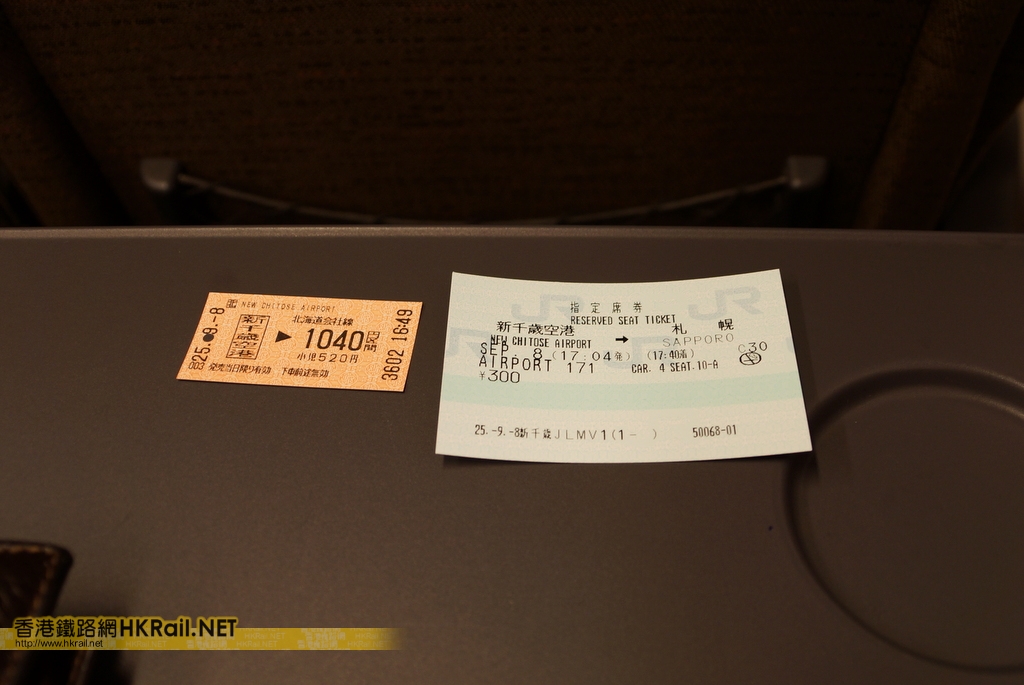 NEW CHITOSE AIRPORT
新千歳空港 ▶ 北海道会社線
1040円区間
小児520円
25.-9.-8
003 発売当日限り有効 下車前途無効
3602 16:49
指定席券
RESERVED SEAT TICKET
新千歳空港 → 札幌
NEW CHITOSE AIRPORT SAPPORO
SEP. 8 (17:04発) (17:40着) C30
AIRPORT 171 CAR. 4 SEAT.10-A
¥300
25.-9.-8新千歳JLMV1(1- ) 50068-01
JR
香港鐵路網HKRail.NET
http://www.hkrail.net